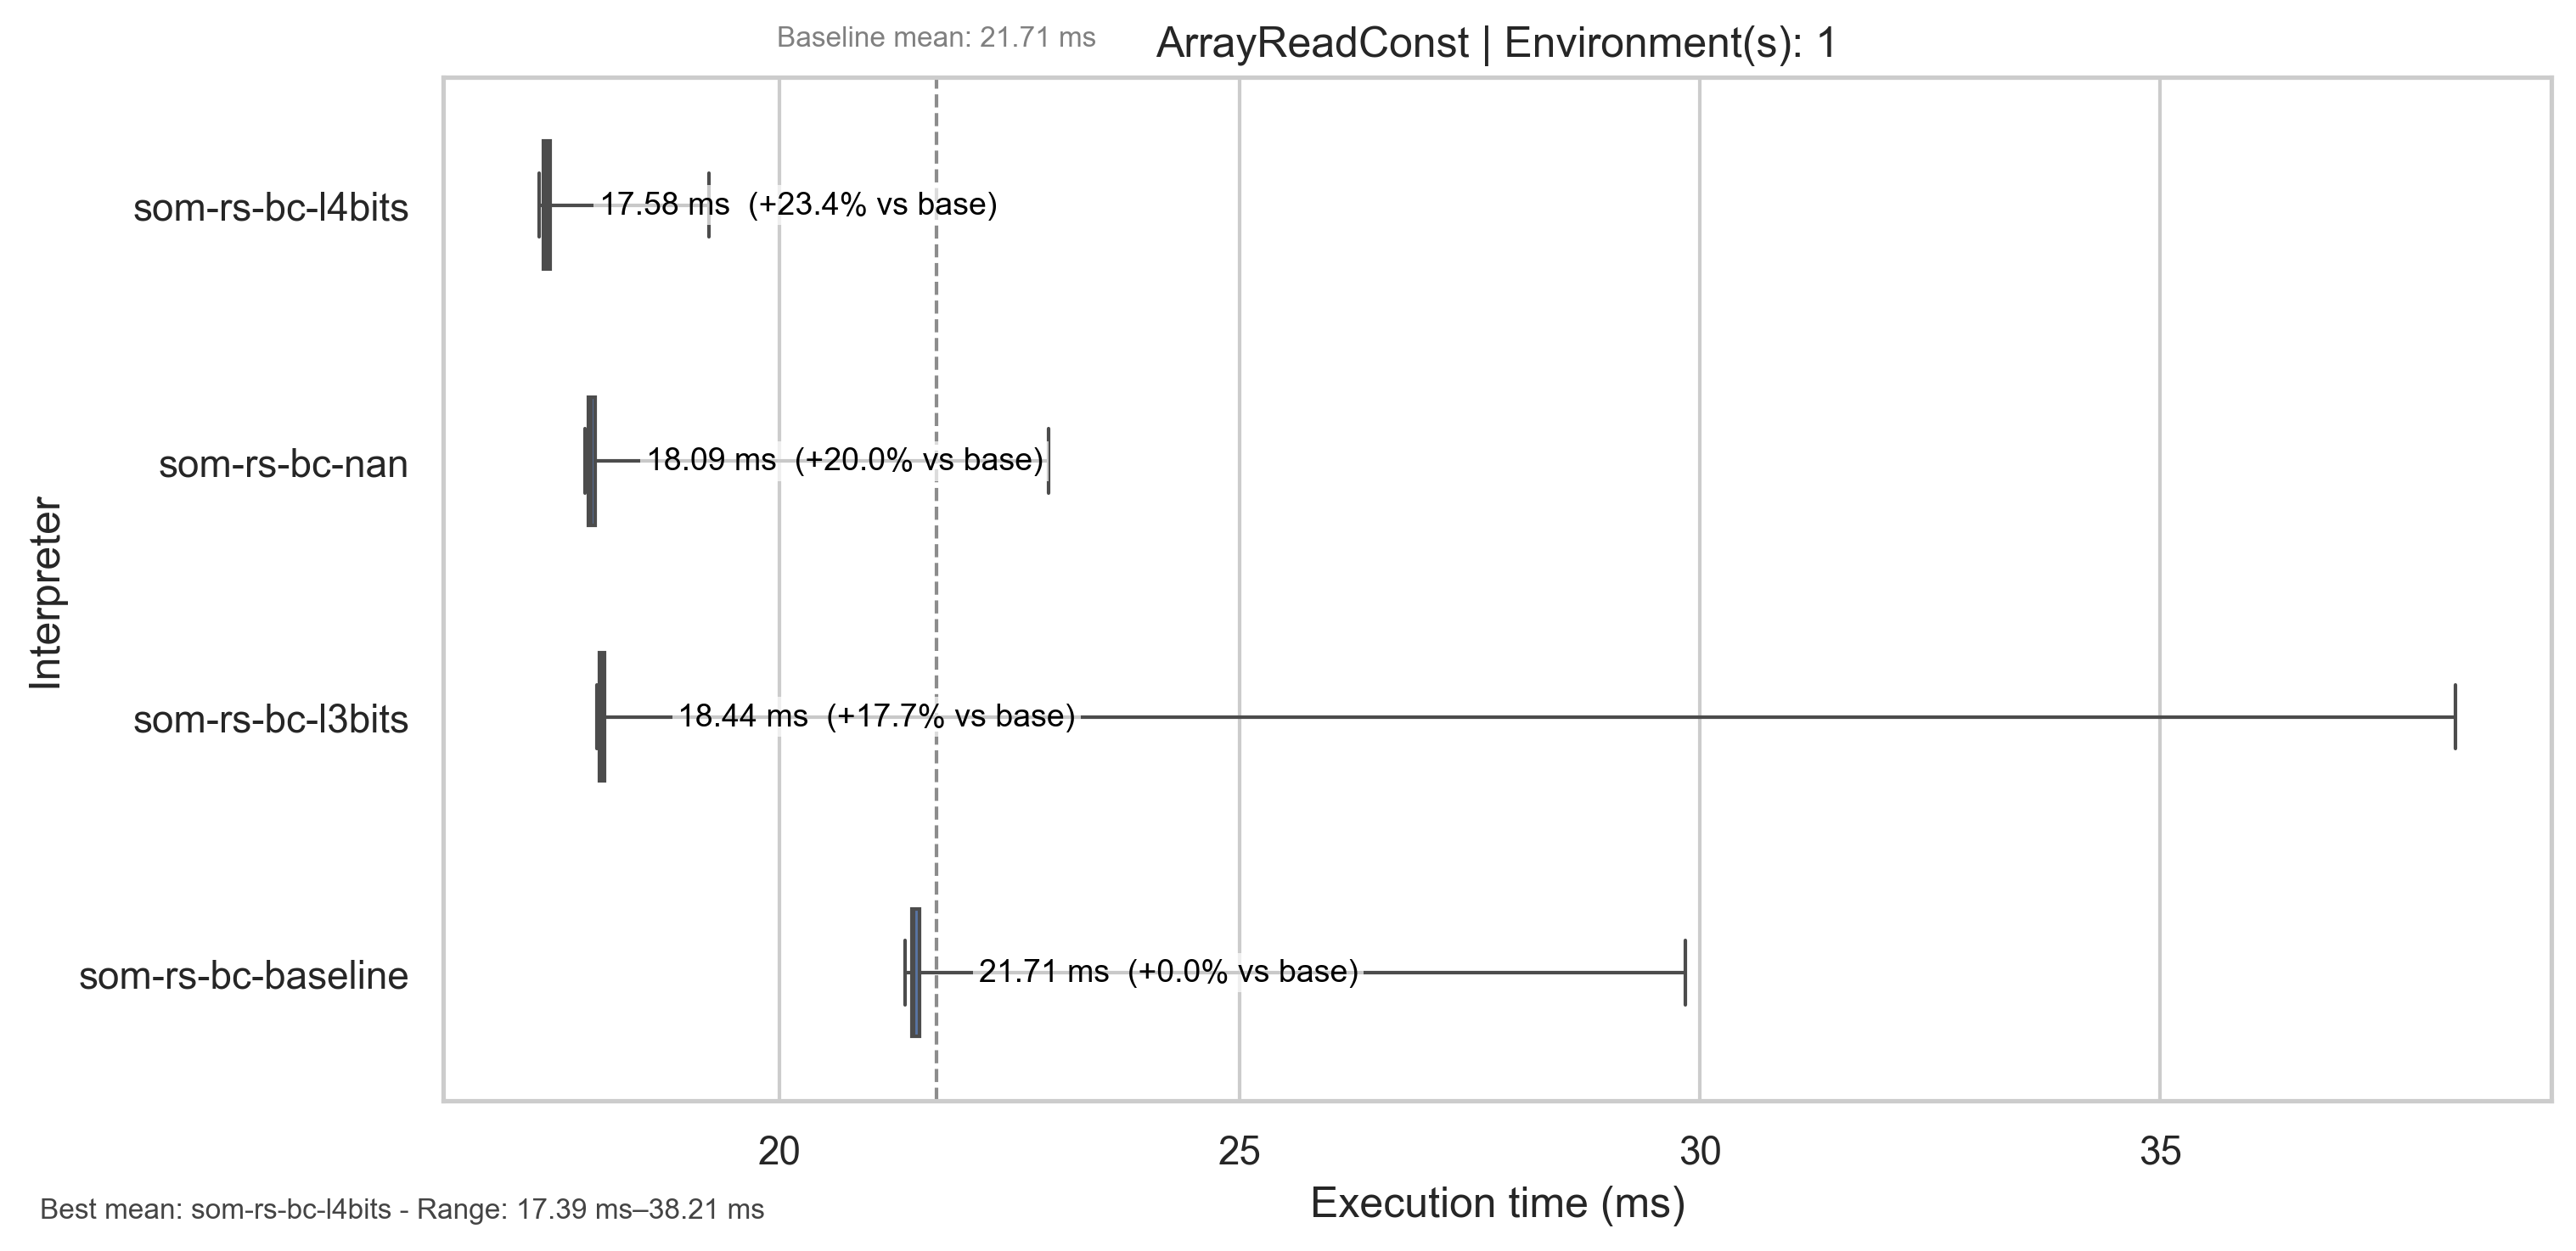 Baseline mean: 21.71 ms
ArrayReadConst | Environment(s): 1
Interpreter
som-rs-bc-l4bits
17.58 ms (+23.4% vs base)
som-rs-bc-nan
18.09 ms (+20.0% vs base)
som-rs-bc-l3bits
18.44 ms (+17.7% vs base)
som-rs-bc-baseline
21.71 ms (+0.0% vs base)
20
25
30
35
Execution time (ms)
Best mean: som-rs-bc-l4bits - Range: 17.39 ms–38.21 ms